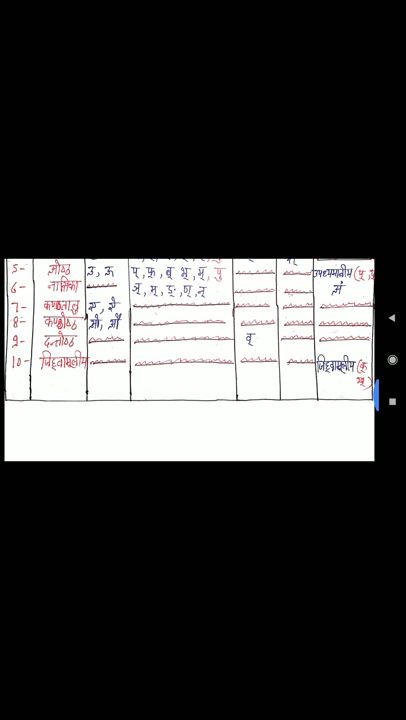 5- ओष्ठ उ, ऊ प्, फ्, ब्, भ्, म्, पु उपध्मानीय (प्,
6- नासिका ञ्, म्, ङ्, ण्, न् अं
7- कण्ठतालु ए, ऐ
8- कण्ठोष्ठ ओ, औ
9- दन्तोष्ठ व्
10- जिह्वामूलीय जिह्वामूलीय (क्
ख्)